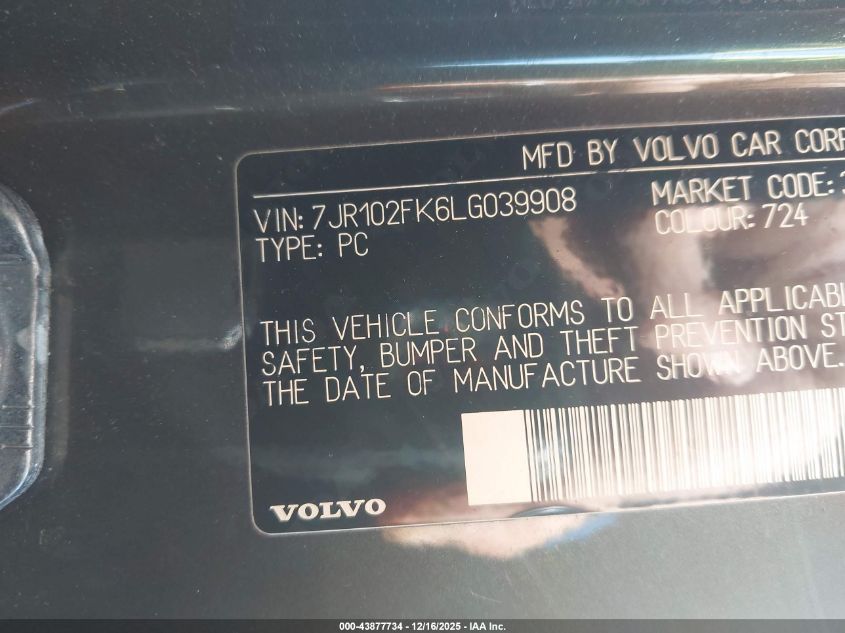 MFD BY VOLVO CAR CORP
VIN: 7JR102FK6LG039908
MARKET CODE: 3
TYPE: PC
COLOUR: 724
THIS VEHICLE CONFORMS TO ALL APPLICABL
SAFETY, BUMPER AND THEFT PREVENTION ST
THE DATE OF MANUFACTURE SHOWN ABOVE.
VOLVO
000-43877734 - 12/16/2025 - IAA Inc.